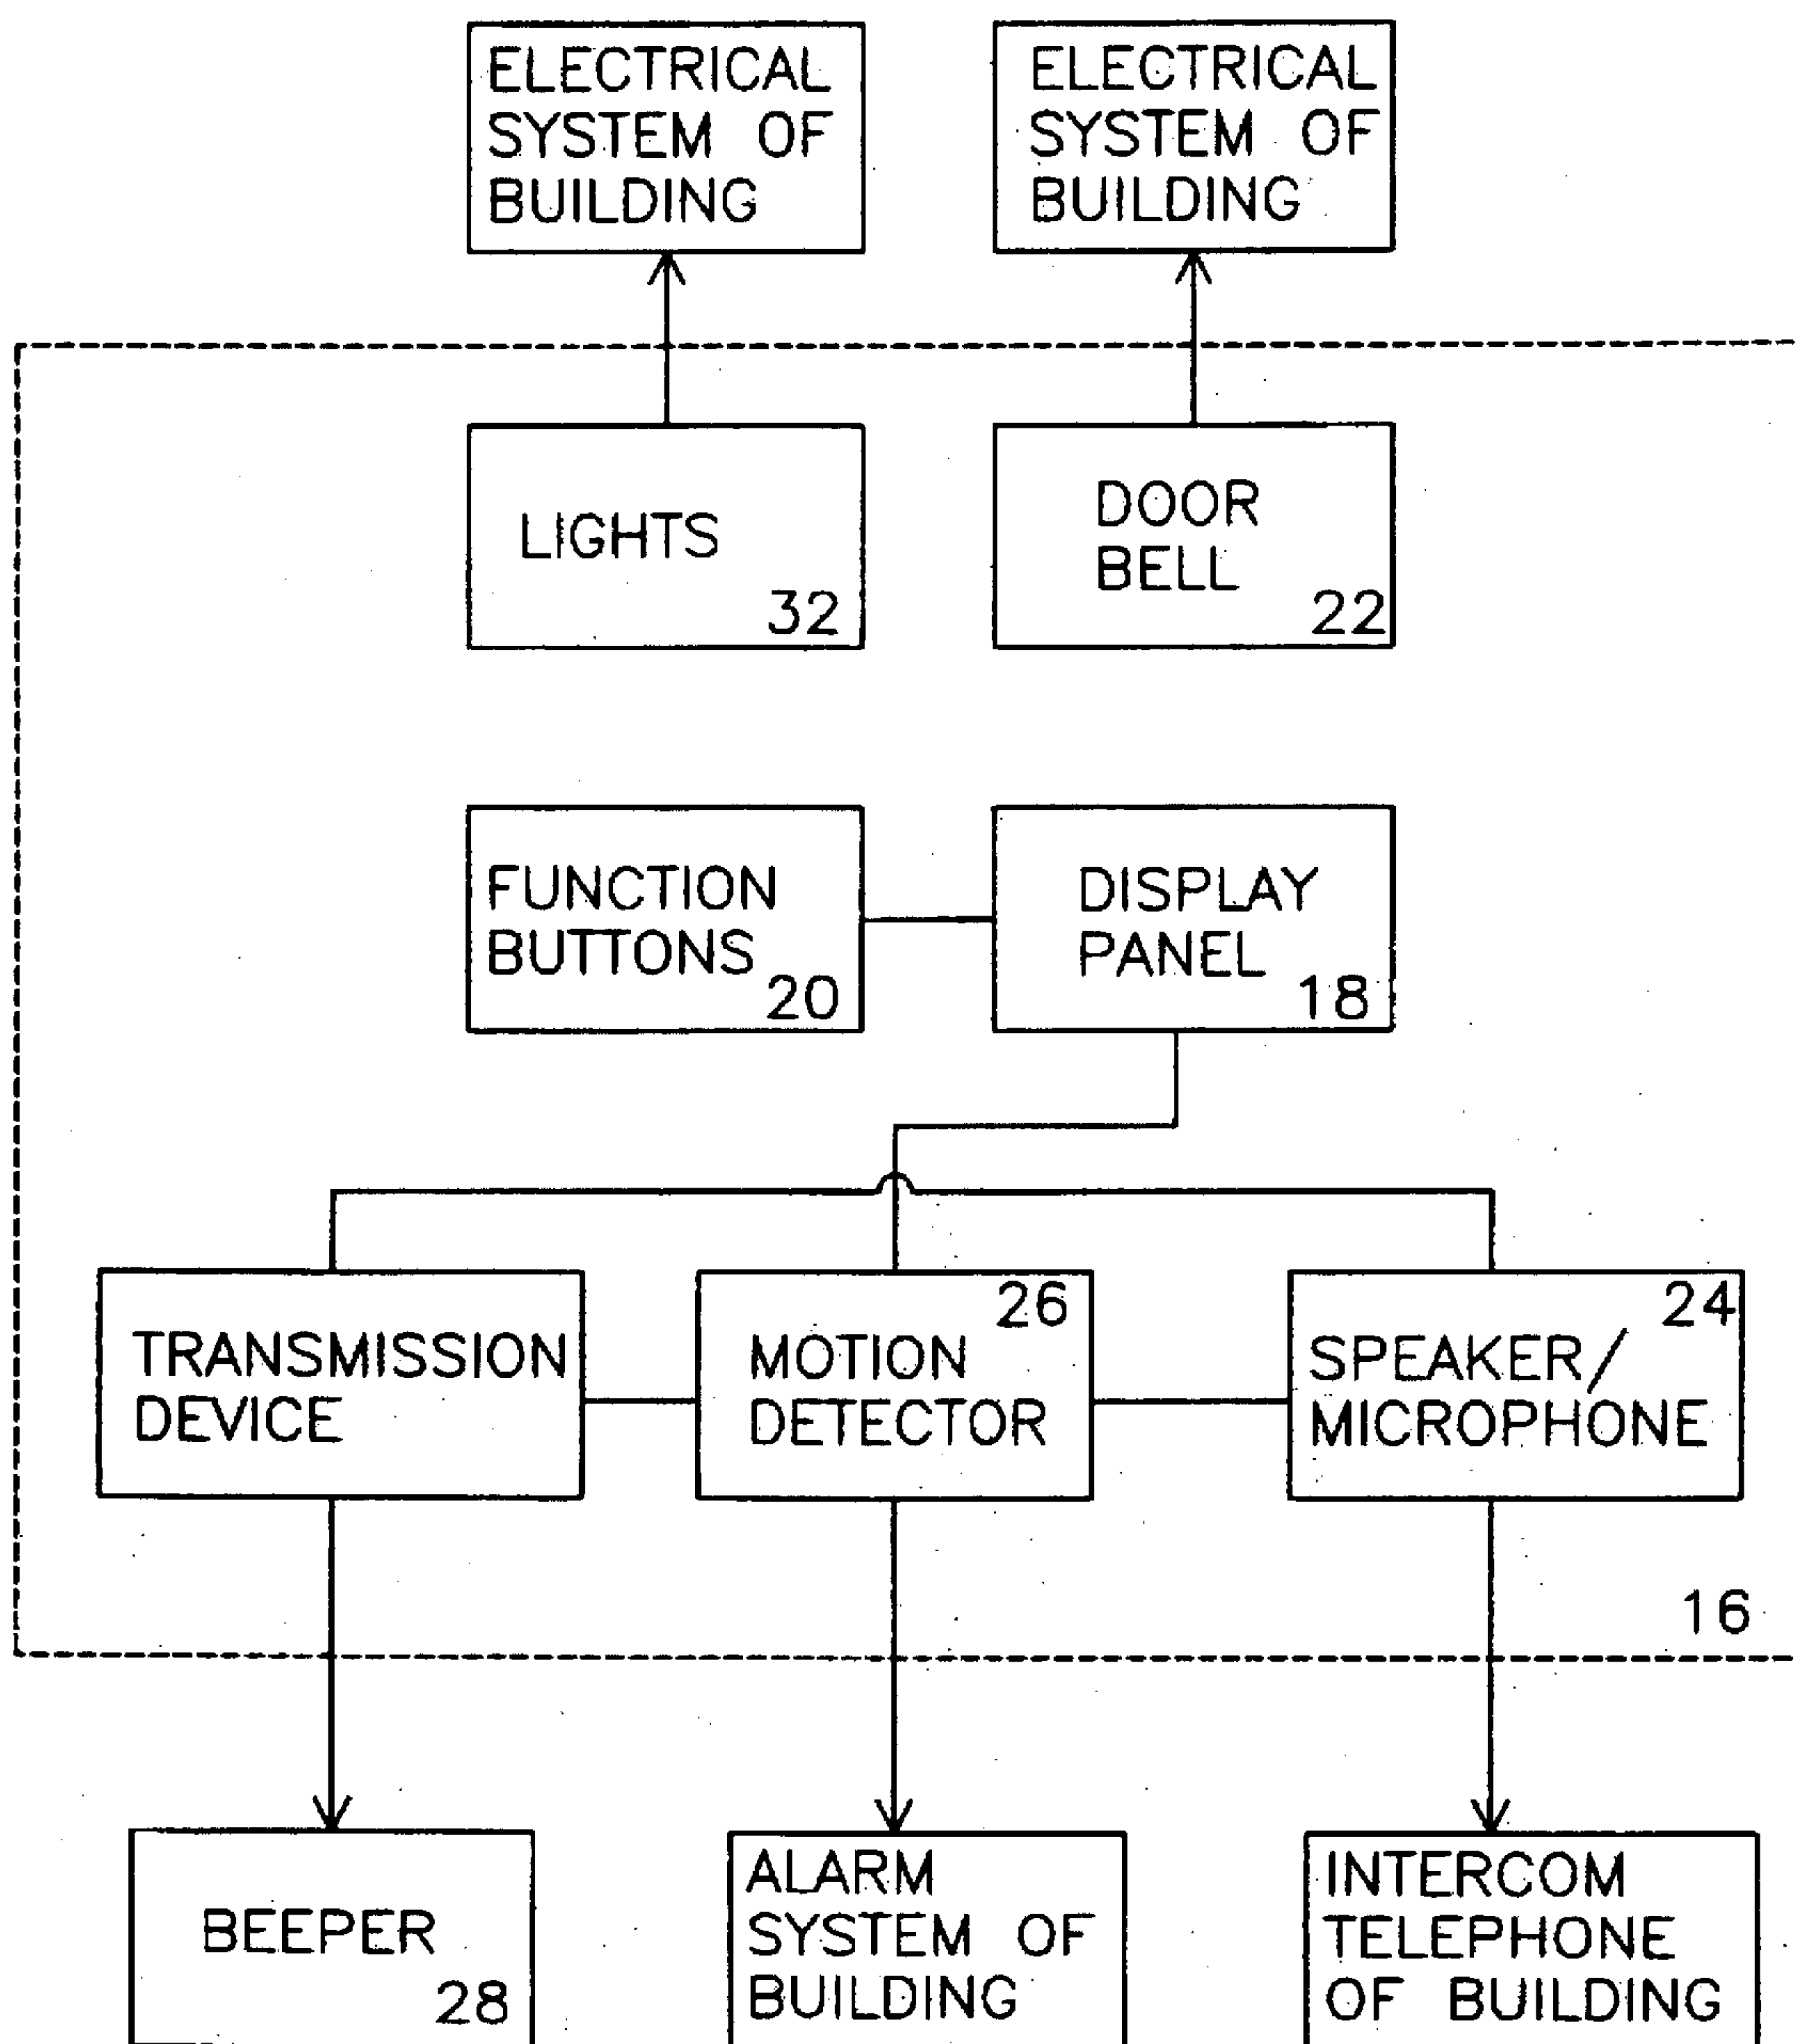 ELECTRICAL
SYSTEM OF
BUILDING
ELECTRICAL
SYSTEM OF
BUILDING
LIGHTS
32
DOOR
BELL
22
FUNCTION
BUTTONS
20
DISPLAY
PANEL
18
TRANSMISSION
DEVICE
26
MOTION
DETECTOR
24
SPEAKER/
MICROPHONE
16
BEEPER
28
ALARM
SYSTEM OF
BUILDING
INTERCOM
TELEPHONE
OF BUILDING